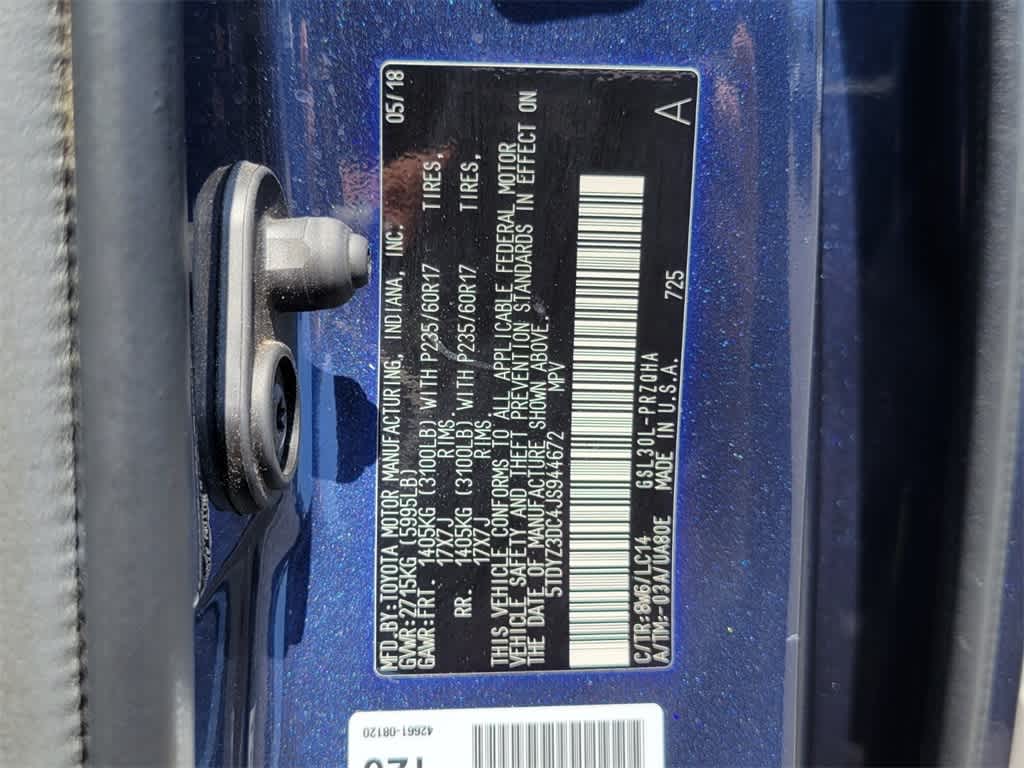 MFD.BY:TOYOTA MOTOR MANUFACTURING, INDIANA, INC. 05/18
GVWR:2715KG (5995LB)
GAWR:FRT. 1405KG (3100LB) WITH P235/60R17 TIRES,
17X7J RIMS,
RR. 1405KG (3100LB) WITH P235/60R17 TIRES,
17X7J RIMS,
THIS VEHICLE CONFORMS TO ALL APPLICABLE FEDERAL MOTOR
VEHICLE SAFETY AND THEFT PREVENTION STANDARDS IN EFFECT ON
THE DATE OF MANUFACTURE SHOWN ABOVE.
5TDYZ3DC4JS944672 MPV
C/TR:8W6/LC14 GSL30L-PRZQHA 725
A/TM:-03A/UA80E MADE IN U.S.A. A
42661-08120